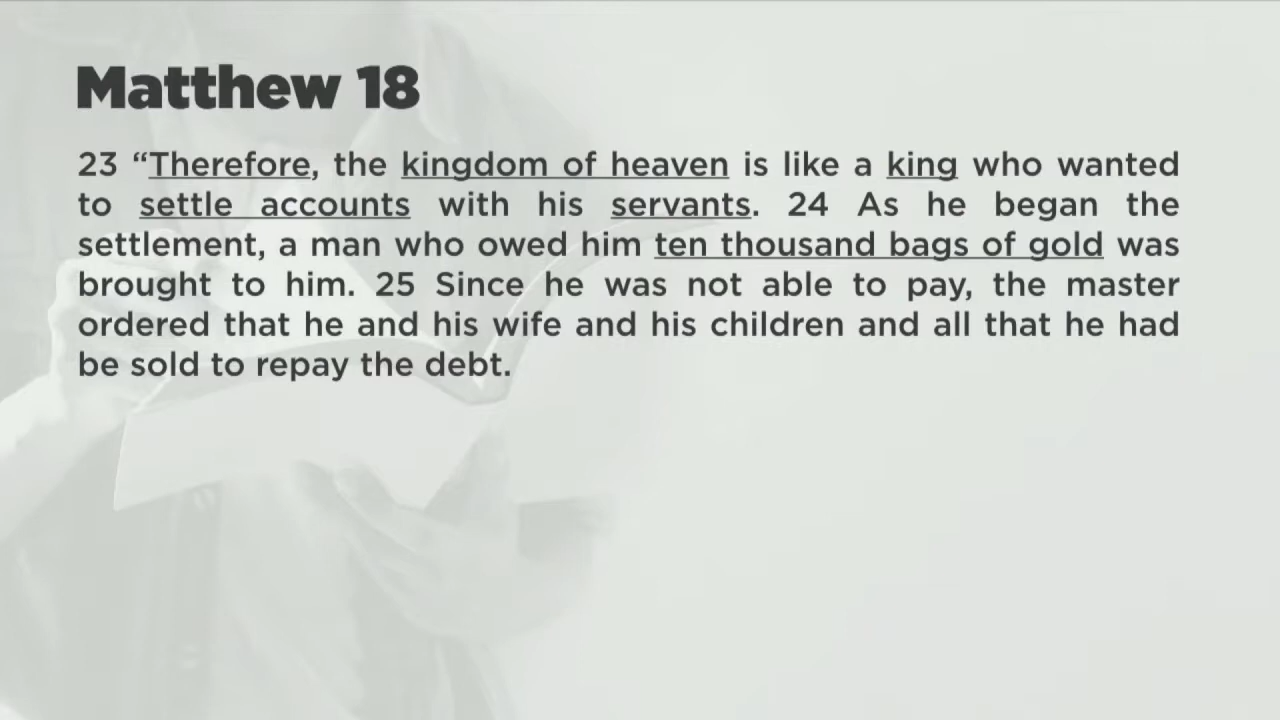 Matthew 18
23 “Therefore, the kingdom of heaven is like a king who wanted
to settle accounts with his servants. 24 As he began the
settlement, a man who owed him ten thousand bags of gold was
brought to him. 25 Since he was not able to pay, the master
ordered that he and his wife and his children and all that he had
be sold to repay the debt.